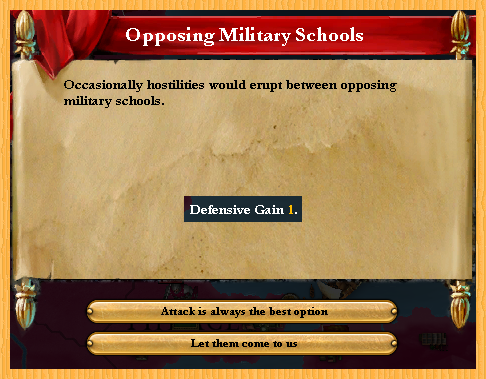 Opposing Military Schools
Occasionally hostilities would erupt between opposing
military schools.
Defensive Gain 1.
Attack is always the best option
Let them come to us